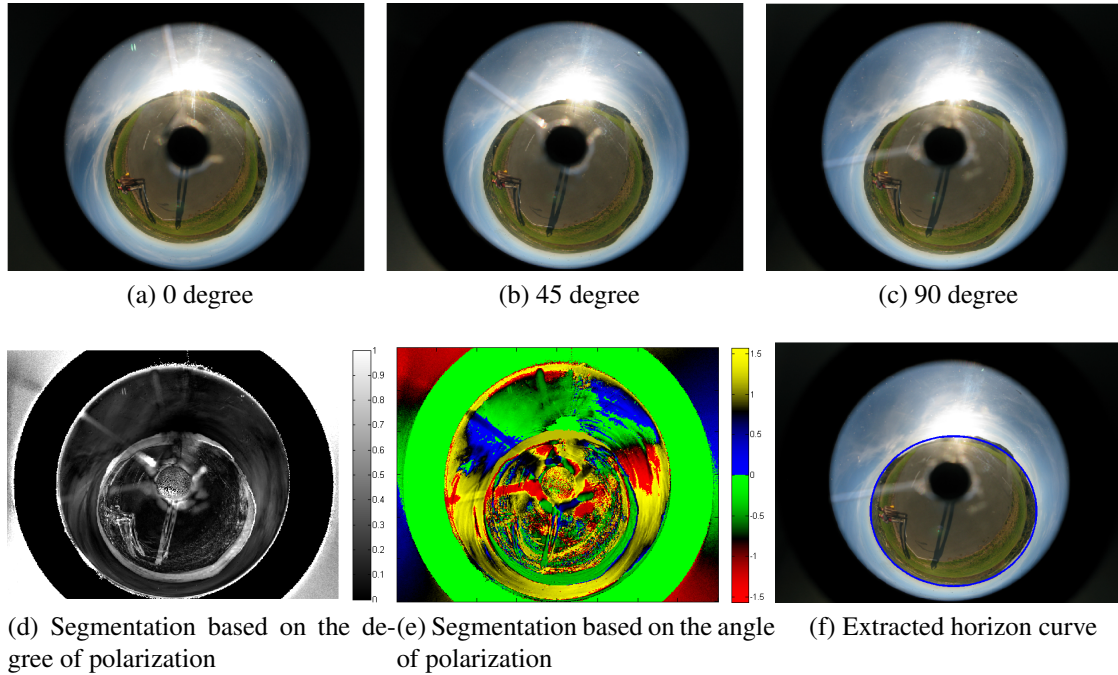 (a) 0 degree
(b) 45 degree
(c) 90 degree
1
0.9
0.8
0.7
0.6
0.5
0.4
0.3
0.2
0.1
0
1.5
1
0.5
0
-0.5
-1
-1.5
(d) Segmentation based on the de-
gree of polarization
(e) Segmentation based on the angle
of polarization
(f) Extracted horizon curve